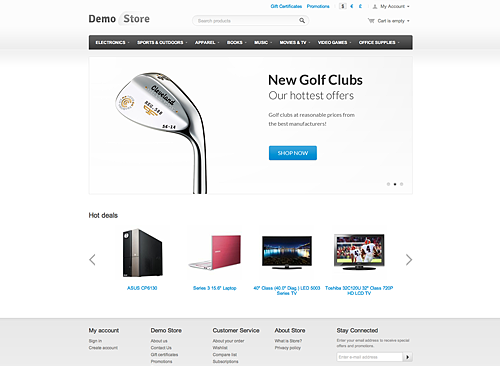 Gift Certificates Promotions $ € £ My Account
Demo Store
Search products
Cart is empty
ELECTRONICS SPORTS & OUTDOORS APPAREL BOOKS MUSIC MOVIES & TV VIDEO GAMES OFFICE SUPPLIES
Cleveland
REG. 588
56-14
New Golf Clubs
Our hottest offers
Golf clubs at reasonable prices from
the best manufacturers!
SHOP NOW
Hot deals
ASUS CP6130
Series 3 15.6" Laptop
40" Class (40.0" Diag.) LED 5003
Series TV
Toshiba 32C120U 32" Class 720P
HD LCD TV
My account
Sign in
Create account
Demo Store
About us
Contact Us
Gift certificates
Promotions
Customer Service
About your order
Wishlist
Compare list
Subscriptions
About Store
What is Store?
Privacy policy
Stay Connected
Enter your email address to receive special
offers and promotions.
Enter e-mail address